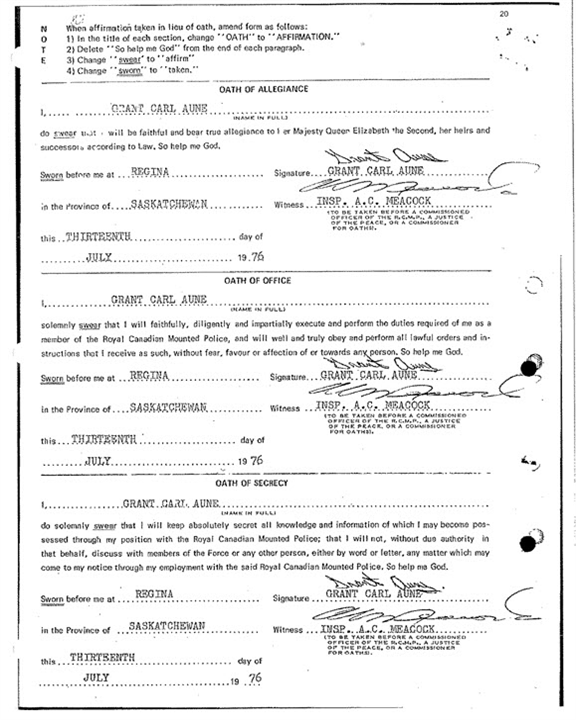 20
N When affirmation taken in lieu of oath, amend form as follows:
O 1) In the title of each section, change "OATH" to "AFFIRMATION."
T 2) Delete "So help me God" from the end of each paragraph.
E 3) Change "swear" to "affirm"
4) Change "sworn" to "taken."
OATH OF ALLEGIANCE
I, GRANT CARL AUNE
(NAME IN FULL)
do swear that I will be faithful and bear true allegiance to Her Majesty Queen Elizabeth the Second, her heirs and
successors according to Law. So help me God.
Grant Aune
Sworn before me at REGINA Signature GRANT CARL AUNE
in the Province of SASKATCHEWAN Witness INSP. A.C. MEACOCK
(TO BE TAKEN BEFORE A COMMISSIONED
OFFICER OF THE R.C.M.P., A JUSTICE
OF THE PEACE, OR A COMMISSIONER
FOR OATHS).
this THIRTEENTH day of
JULY 19 76
OATH OF OFFICE
I, GRANT CARL AUNE
(NAME IN FULL)
solemnly swear that I will faithfully, diligently and impartially execute and perform the duties required of me as a
member of the Royal Canadian Mounted Police, and will well and truly obey and perform all lawful orders and in-
structions that I receive as such, without fear, favour or affection of or towards any person. So help me God.
Grant Aune
Sworn before me at REGINA Signature GRANT CARL AUNE
in the Province of SASKATCHEWAN Witness INSP. A.C. MEACOCK
(TO BE TAKEN BEFORE A COMMISSIONED
OFFICER OF THE R.C.M.P., A JUSTICE
OF THE PEACE, OR A COMMISSIONER
FOR OATHS)
this THIRTEENTH day of
JULY 19 76
OATH OF SECRECY
I, GRANT CARL AUNE
(NAME IN FULL)
do solemnly swear that I will keep absolutely secret all knowledge and information of which I may become pos-
sessed through my position with the Royal Canadian Mounted Police; that I will not, without due authority in
that behalf, discuss with members of the Force or any other person, either by word or letter, any matter which may
come to my notice through my employment with the said Royal Canadian Mounted Police. So help me God.
Grant Aune
Sworn before me at REGINA Signature GRANT CARL AUNE
in the Province of SASKATCHEWAN Witness INSP. A.C. MEACOCK
(TO BE TAKEN BEFORE A COMMISSIONED
OFFICER OF THE R.C.M.P., A JUSTICE
OF THE PEACE, OR A COMMISSIONER
FOR OATHS)
this THIRTEENTH day of
JULY 19 76